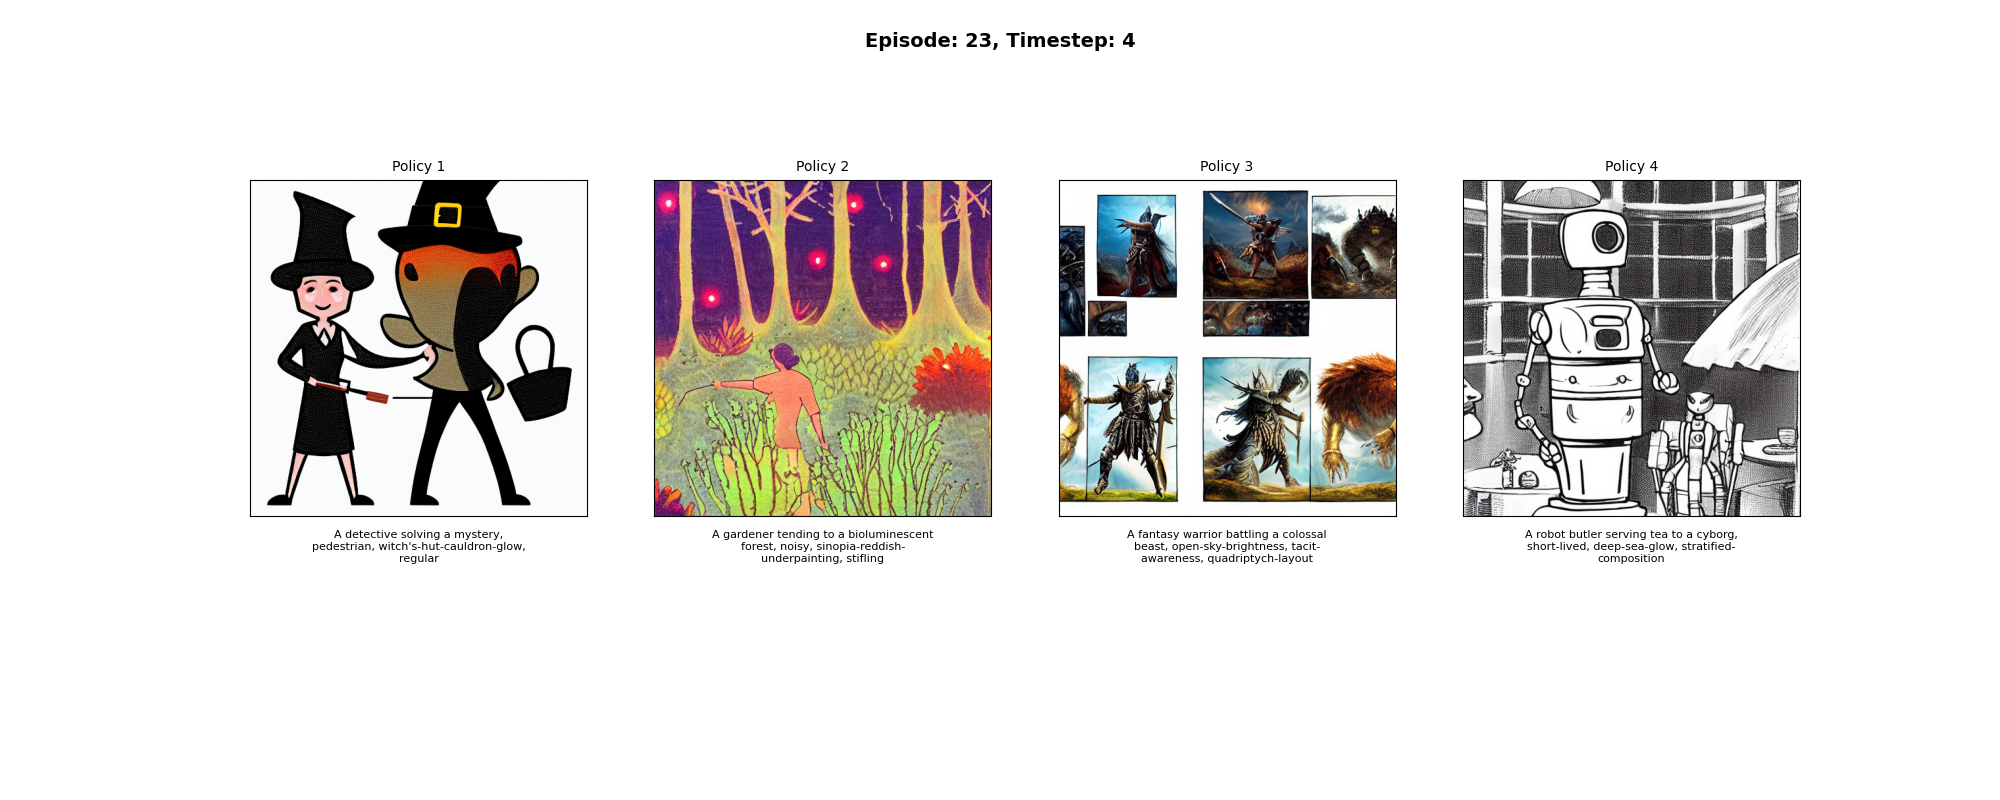 Episode: 23, Timestep: 4
Policy 1
Policy 2
Policy 3
Policy 4
A detective solving a mystery,
pedestrian, witch's-hut-cauldron-glow,
regular
A gardener tending to a bioluminescent
forest, noisy, sinopia-reddish-
underpainting, stifling
A fantasy warrior battling a colossal
beast, open-sky-brightness, tacit-
awareness, quadriptych-layout
A robot butler serving tea to a cyborg,
short-lived, deep-sea-glow, stratified-
composition